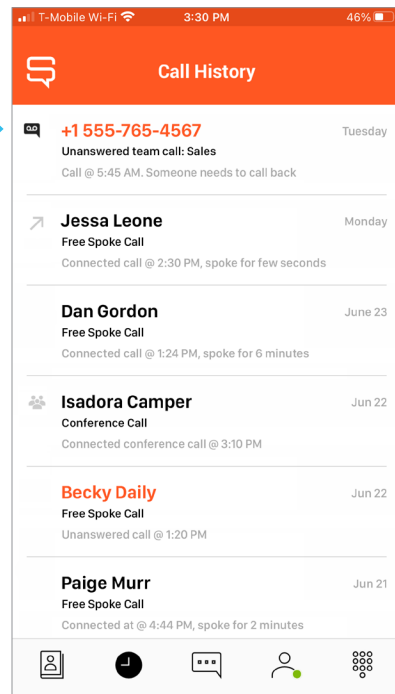 T-Mobile Wi-Fi 3:30 PM 46%
Call History
+1 555-765-4567 Tuesday
Unanswered team call: Sales
Call @ 5:45 AM. Someone needs to call back
Jessa Leone Monday
Free Spoke Call
Connected call @ 2:30 PM, spoke for few seconds
Dan Gordon June 23
Free Spoke Call
Connected call @ 1:24 PM, spoke for 6 minutes
Isadora Camper Jun 22
Conference Call
Connected conference call @ 3:10 PM
Becky Daily Jun 22
Free Spoke Call
Unanswered call @ 1:20 PM
Paige Murr Jun 21
Free Spoke Call
Connected at @ 4:44 PM, spoke for 2 minutes